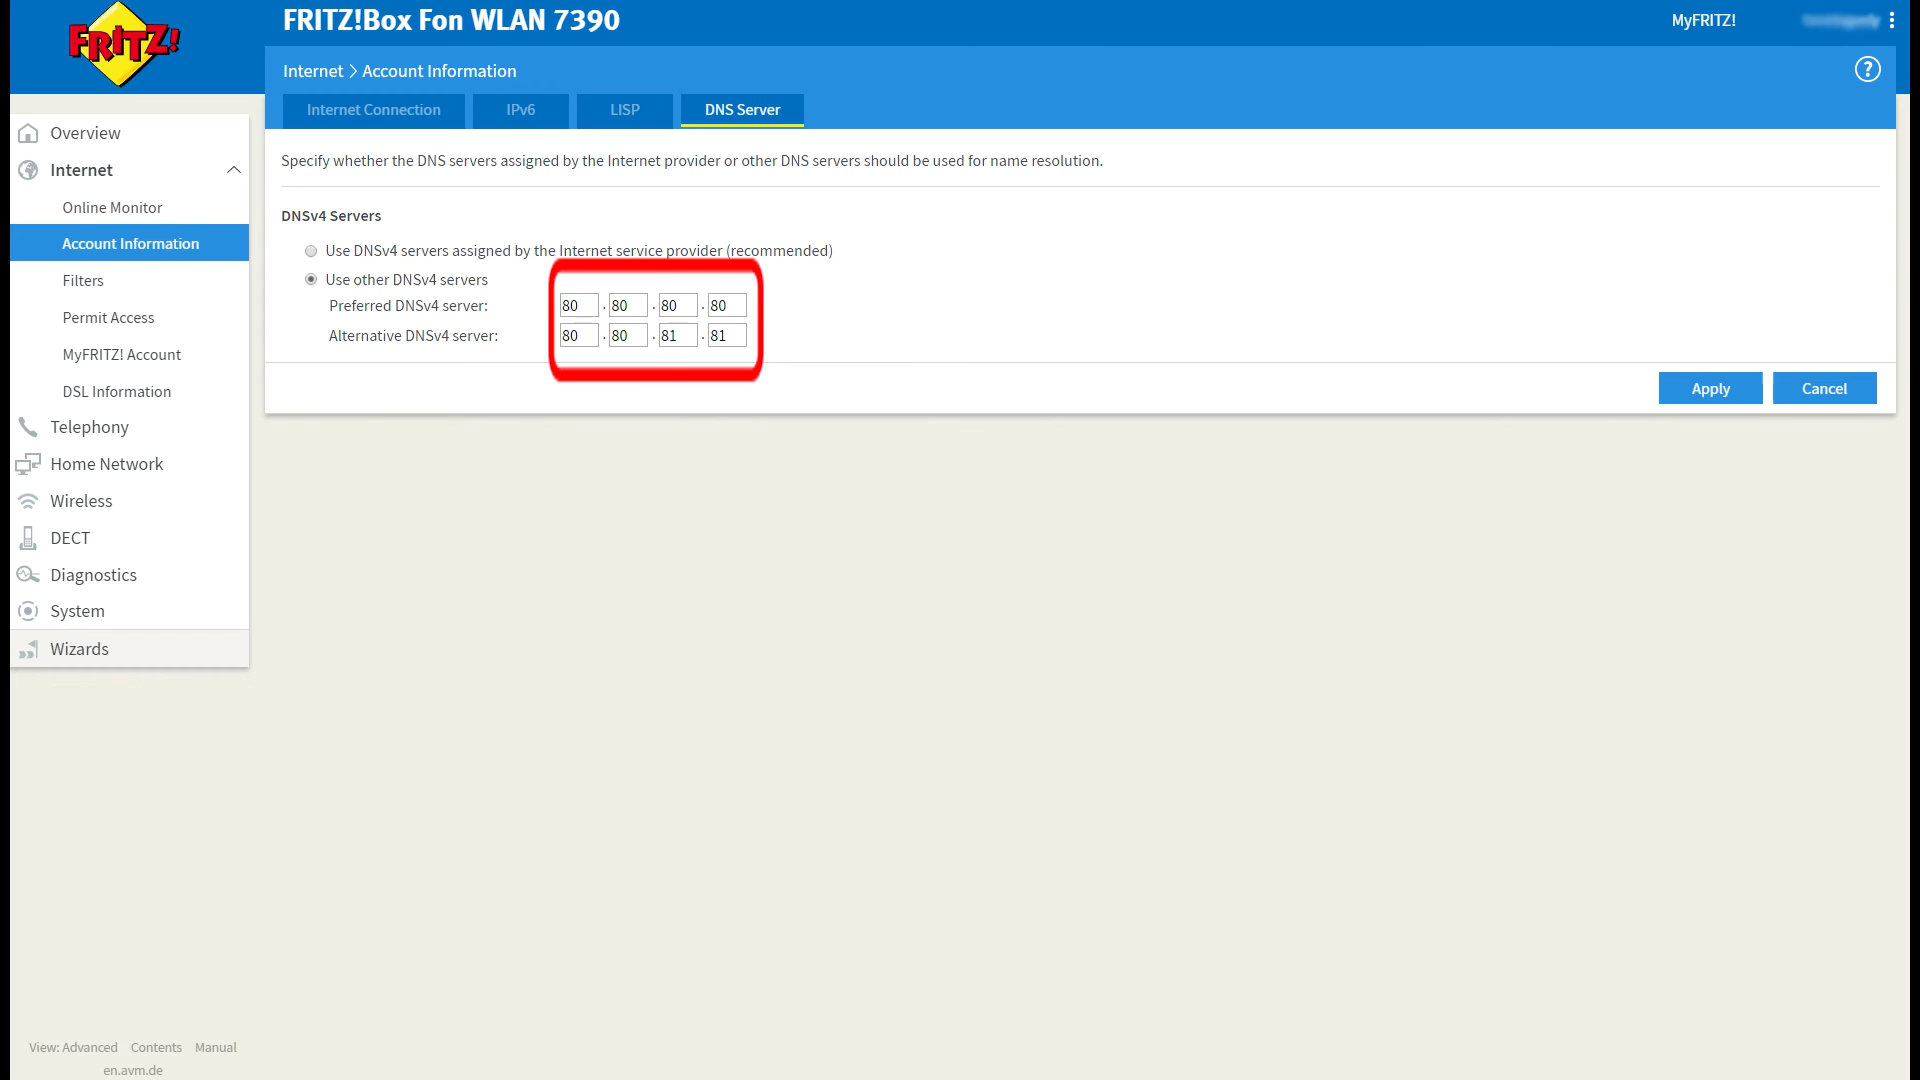 FRITZ!
FRITZ!Box Fon WLAN 7390
MyFRITZ!
Internet > Account Information
?
Internet Connection
IPv6
LISP
DNS Server
Overview
Internet
Online Monitor
Account Information
Filters
Permit Access
MyFRITZ! Account
DSL Information
Telephony
Home Network
Wireless
DECT
Diagnostics
System
Wizards
Specify whether the DNS servers assigned by the Internet provider or other DNS servers should be used for name resolution.
DNSv4 Servers
Use DNSv4 servers assigned by the Internet service provider (recommended)
Use other DNSv4 servers
Preferred DNSv4 server: 80 . 80 . 80 . 80
Alternative DNSv4 server: 80 . 80 . 81 . 81
Apply
Cancel
View: Advanced Contents Manual
en.avm.de